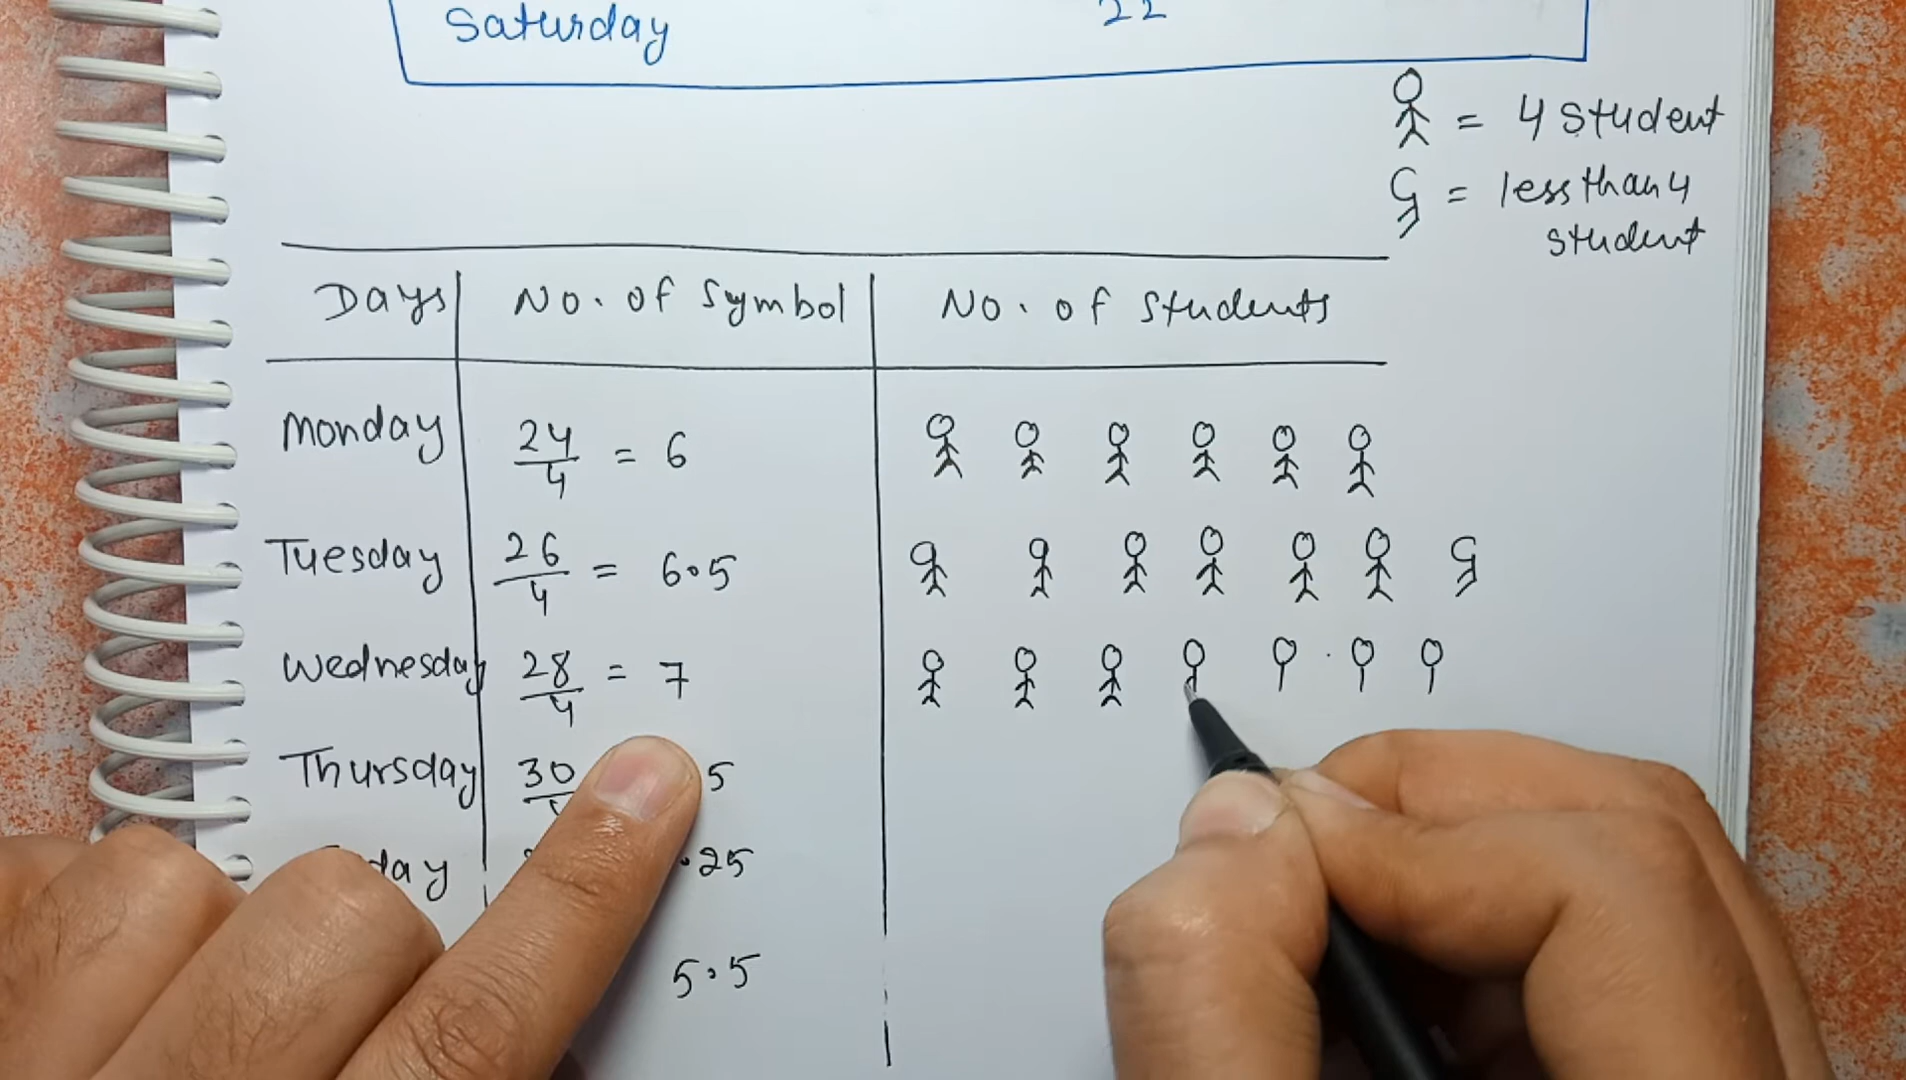 Saturday 22
= 4 student
= less than 4
student
Days No. of Symbol No. of Students
Monday 24/4 = 6
Tuesday 26/4 = 6.5
Wednesday 28/4 = 7
Thursday 30 5
day .25
5.5